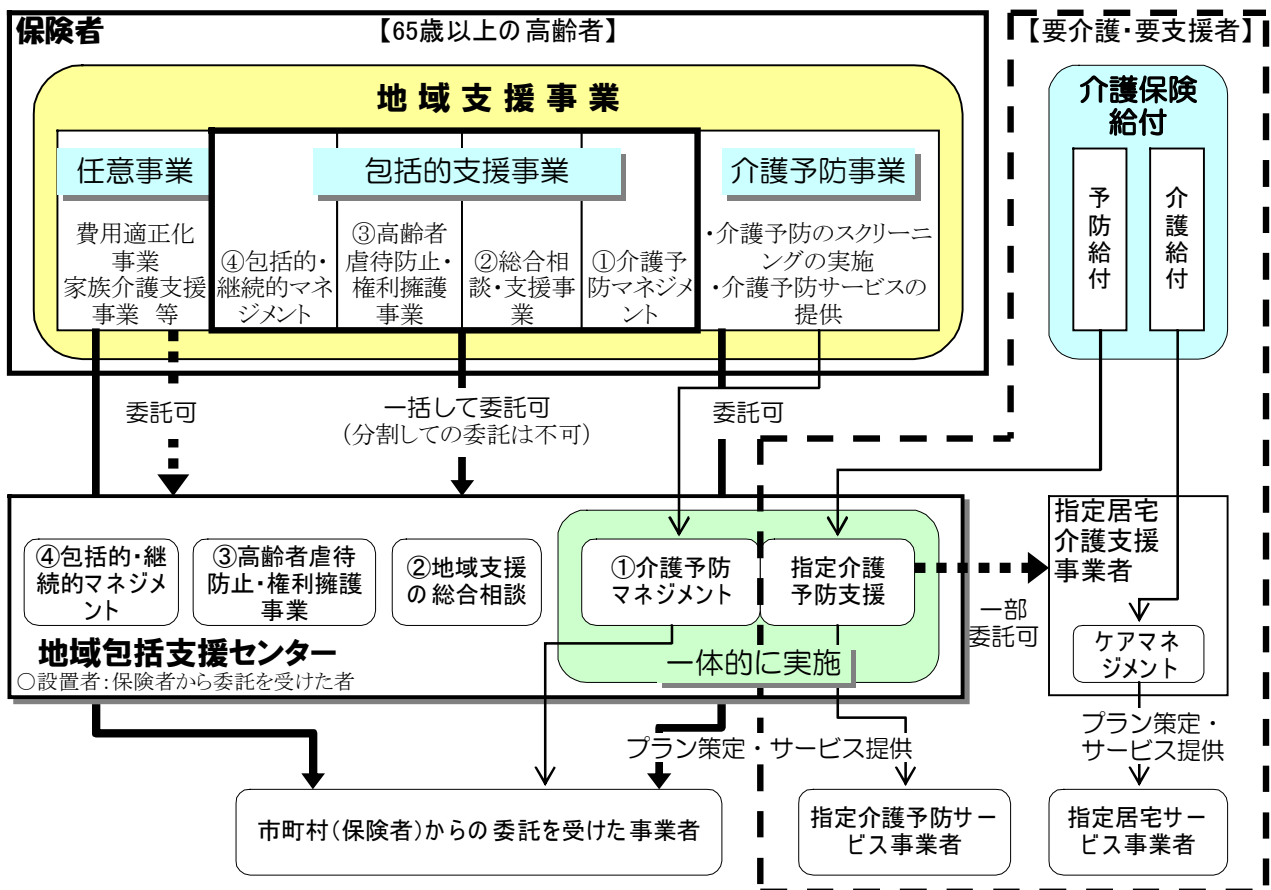 保険者
【65歳以上の高齢者】
【要介護・要支援者】
地域支援事業
任意事業
費用適正化
事業
家族介護支援
事業 等
包括的支援事業
④包括的・
継続的マネ
ジメント
③高齢者
虐待防止・
権利擁護
事業
②総合相
談・支援事
業
①介護予
防マネジメ
ント
介護予防事業
・介護予防のスクリーニ
ングの実施
・介護予防サービスの
提供
介護保険
給付
予防給付
介護給付
委託可
一括して委託可
(分割しての委託は不可)
委託可
④包括的・継
続的マネジメ
ント
③高齢者虐待
防止・権利擁護
事業
②地域支援
の総合相談
①介護予防
マネジメント
指定介護
予防支援
一体的に実施
地域包括支援センター
○設置者:保険者から委託を受けた者
一部
委託可
指定居宅
介護支援
事業者
ケアマネ
ジメント
プラン策定・サービス提供
プラン策定・
サービス提供
市町村(保険者)からの委託を受けた事業者
指定介護予防サー
ビス事業者
指定居宅サー
ビス事業者